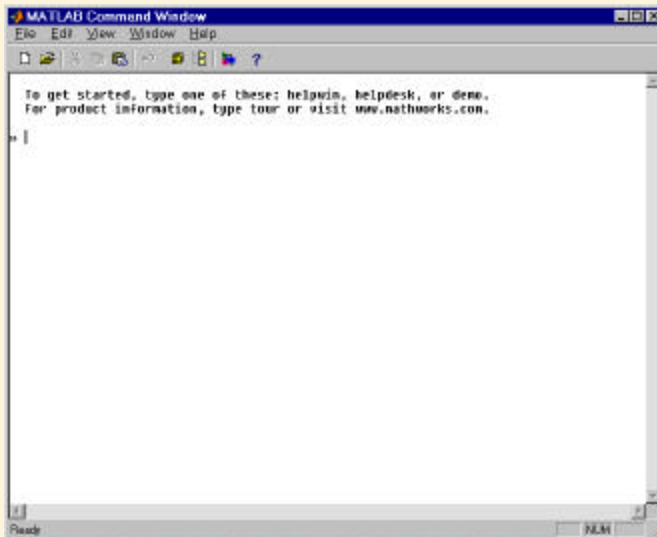 MATLAB Command Window
File Edit View Window Help
To get started, type one of these: helpwin, helpdesk, or demo.
For product information, type tour or visit www.mathworks.com.
»
Ready NUM